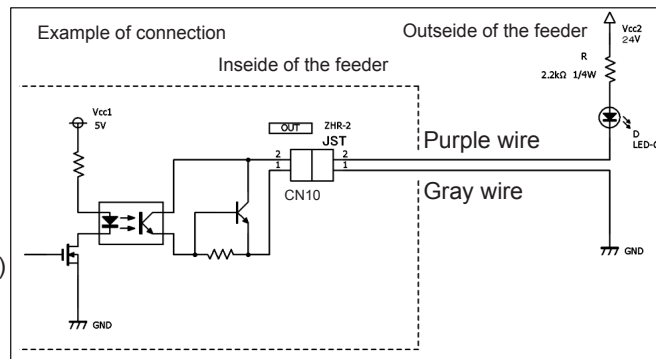 Example of connection
Outseide of the feeder
Vcc2
24V
Inseide of the feeder
R
2.2kΩ 1/4W
Vcc1
5V
OUT
ZHR-2
JST
Purple wire
D
LED-G
2
2
1
1
Gray wire
CN10
)
GND
GND